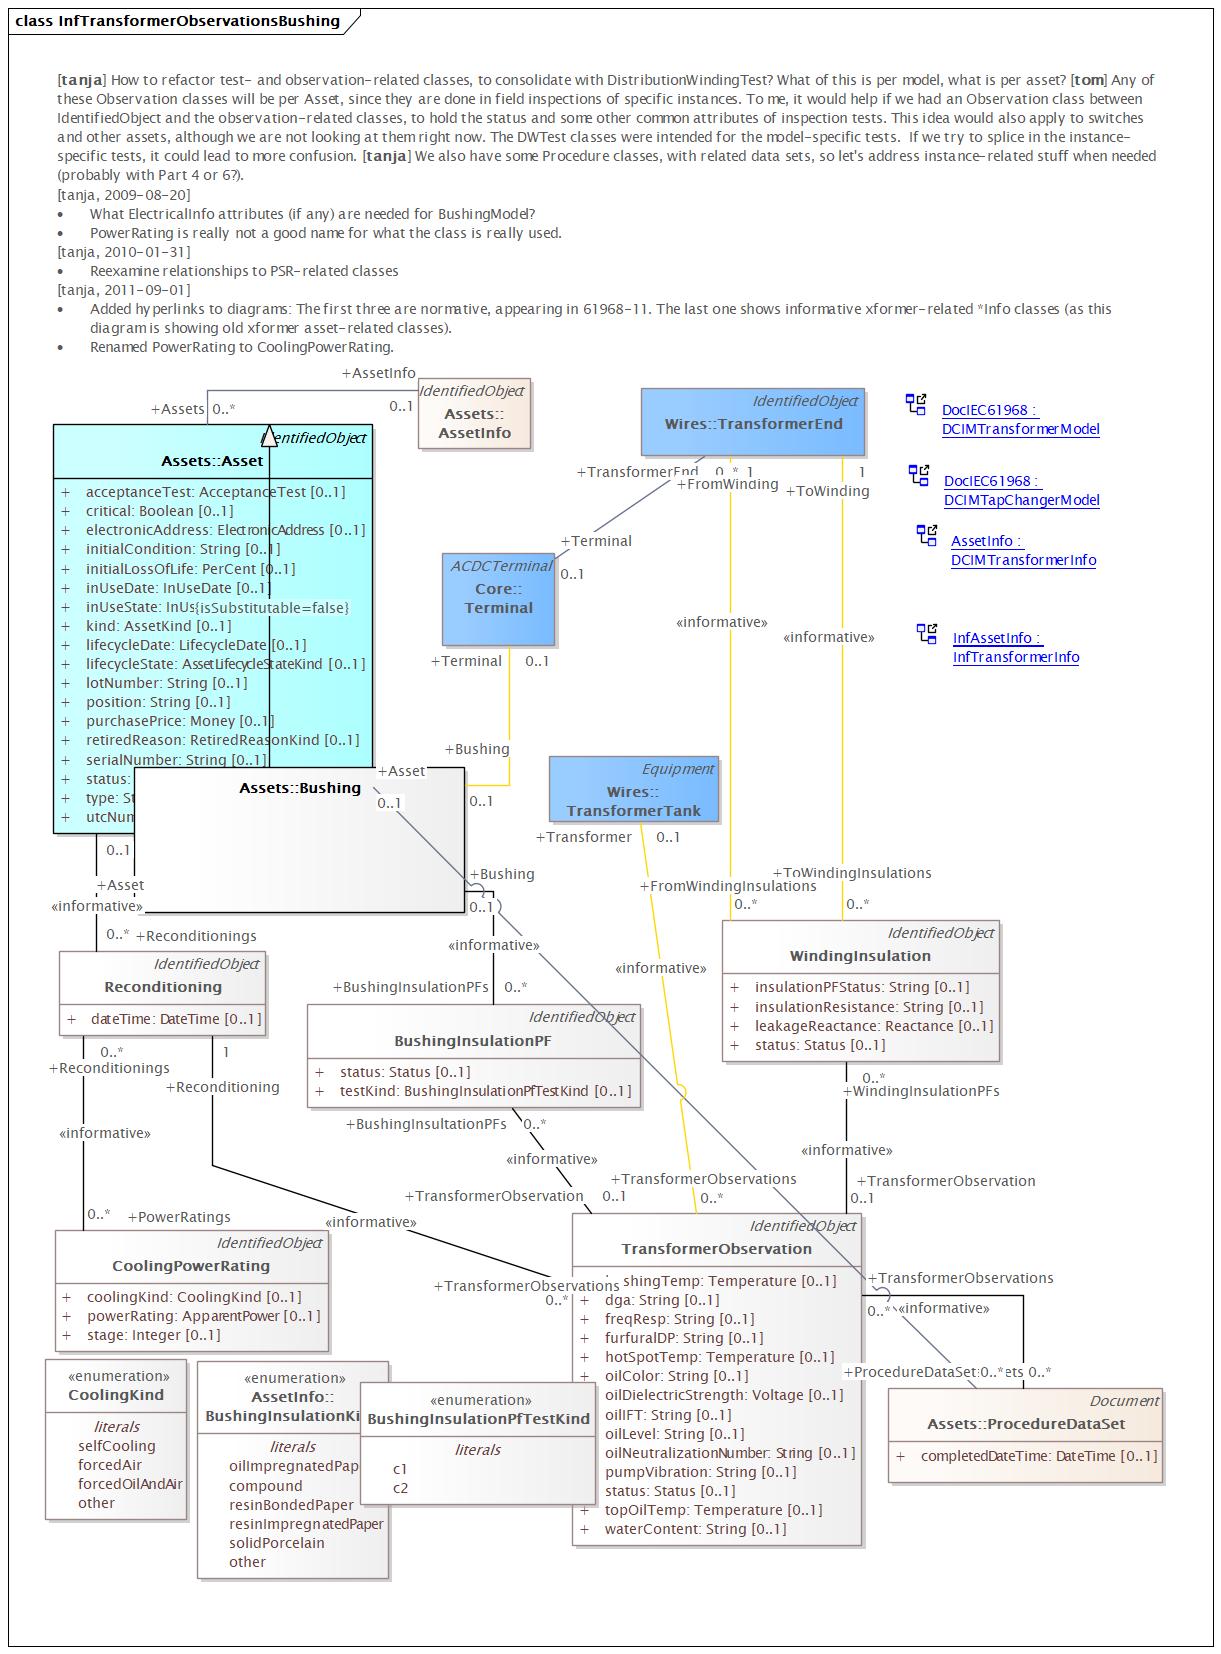 class InfTransformerObservationsBushing
[tanja] How to refactor test- and observation-related classes, to consolidate with DistributionWindingTest? What of this is per model, what is per asset? [tom] Any of
these Observation classes will be per Asset, since they are done in field inspections of specific instances. To me, it would help if we had an Observation class between
IdentifiedObject and the observation-related classes, to hold the status and some other common attributes of inspection tests. This idea would also apply to switches
and other assets, although we are not looking at them right now. The DWTest classes were intended for the model-specific tests. If we try to splice in the instance-
specific tests, it could lead to more confusion. [tanja] We also have some Procedure classes, with related data sets, so let's address instance-related stuff when needed
(probably with Part 4 or 6?).
[tanja, 2009-08-20]
• What ElectricalInfo attributes (if any) are needed for BushingModel?
• PowerRating is really not a good name for what the class is really used.
[tanja, 2010-01-31]
• Reexamine relationships to PSR-related classes
[tanja, 2011-09-01]
• Added hyperlinks to diagrams: The first three are normative, appearing in 61968-11. The last one shows informative xformer-related *Info classes (as this
diagram is showing old xformer asset-related classes).
• Renamed PowerRating to CoolingPowerRating.
+AssetInfo
0..1
+Assets 0..*
IdentifiedObject
Assets::
AssetInfo
IdentifiedObject
Wires::TransformerEnd
DocIEC61968 :
DCIMTransformerModel
DocIEC61968 :
DCIMTapChangerModel
AssetInfo :
DCIMTransformerInfo
InfAssetInfo :
InfTransformerInfo
IdentifiedObject
Assets::Asset
+ acceptanceTest: AcceptanceTest [0..1]
+ critical: Boolean [0..1]
+ electronicAddress: ElectronicAddress [0..1]
+ initialCondition: String [0..1]
+ initialLossOfLife: PerCent [0..1]
+ inUseDate: InUseDate [0..1]
+ inUseState: InUs
{isSubstitutable=false}
+ kind: AssetKind [0..1]
+ lifecycleDate: LifecycleDate [0..1]
+ lifecycleState: AssetLifecycleStateKind [0..1]
+ lotNumber: String [0..1]
+ position: String [0..1]
+ purchasePrice: Money [0..1]
+ retiredReason: RetiredReasonKind [0..1]
+ serialNumber: String [0..1]
+ status:
+ type: St
+ utcNum
+TransformerEnd 0..* 1
+FromWinding
1
+ToWinding
+Terminal
0..1
ACDCTerminal
Core::
Terminal
+Terminal 0..1
«informative»
«informative»
+Bushing
0..1
Assets::Bushing
+Asset
0..1
Equipment
Wires::
TransformerTank
+Transformer 0..1
0..1
+Asset
«informative»
0..* +Reconditionings
+Bushing
0..1
«informative»
+BushingInsulationPFs 0..*
+ToWindingInsulations
+FromWindingInsulations
0..* 0..*
«informative»
IdentifiedObject
WindingInsulation
+ insulationPFStatus: String [0..1]
+ insulationResistance: String [0..1]
+ leakageReactance: Reactance [0..1]
+ status: Status [0..1]
IdentifiedObject
Reconditioning
+ dateTime: DateTime [0..1]
IdentifiedObject
BushingInsulationPF
+ status: Status [0..1]
+ testKind: BushingInsulationPfTestKind [0..1]
0..*
+Reconditionings
1
+Reconditioning
«informative»
+BushingInsultationPFs 0..*
«informative»
+TransformerObservation 0..1
0..*
+WindingInsulationPFs
«informative»
+TransformerObservations
0..*
+TransformerObservation
0..1
0..* +PowerRatings
«informative»
IdentifiedObject
CoolingPowerRating
+ coolingKind: CoolingKind [0..1]
+ powerRating: ApparentPower [0..1]
+ stage: Integer [0..1]
+TransformerObservations
0..*
IdentifiedObject
TransformerObservation
shingTemp: Temperature [0..1]
+ dga: String [0..1]
+ freqResp: String [0..1]
+ furfuralDP: String [0..1]
+ hotSpotTemp: Temperature [0..1]
+ oilColor: String [0..1]
oilDielectricStrength: Voltage [0..1]
oilIFT: String [0..1]
oilLevel: String [0..1]
oilNeutralizationNumber: String [0..1]
pumpVibration: String [0..1]
status: Status [0..1]
+ topOilTemp: Temperature [0..1]
+ waterContent: String [0..1]
+TransformerObservations
0..* «informative»
+ProcedureDataSet 0..* ets 0..*
Document
Assets::ProcedureDataSet
+ completedDateTime: DateTime [0..1]
«enumeration»
CoolingKind
literals
selfCooling
forcedAir
forcedOilAndAir
other
«enumeration»
AssetInfo::
BushingInsulationKi
literals
oilImpregnatedPap
compound
resinBondedPaper
resinImpregnatedPaper
solidPorcelain
other
«enumeration»
BushingInsulationPfTestKind
literals
c1
c2